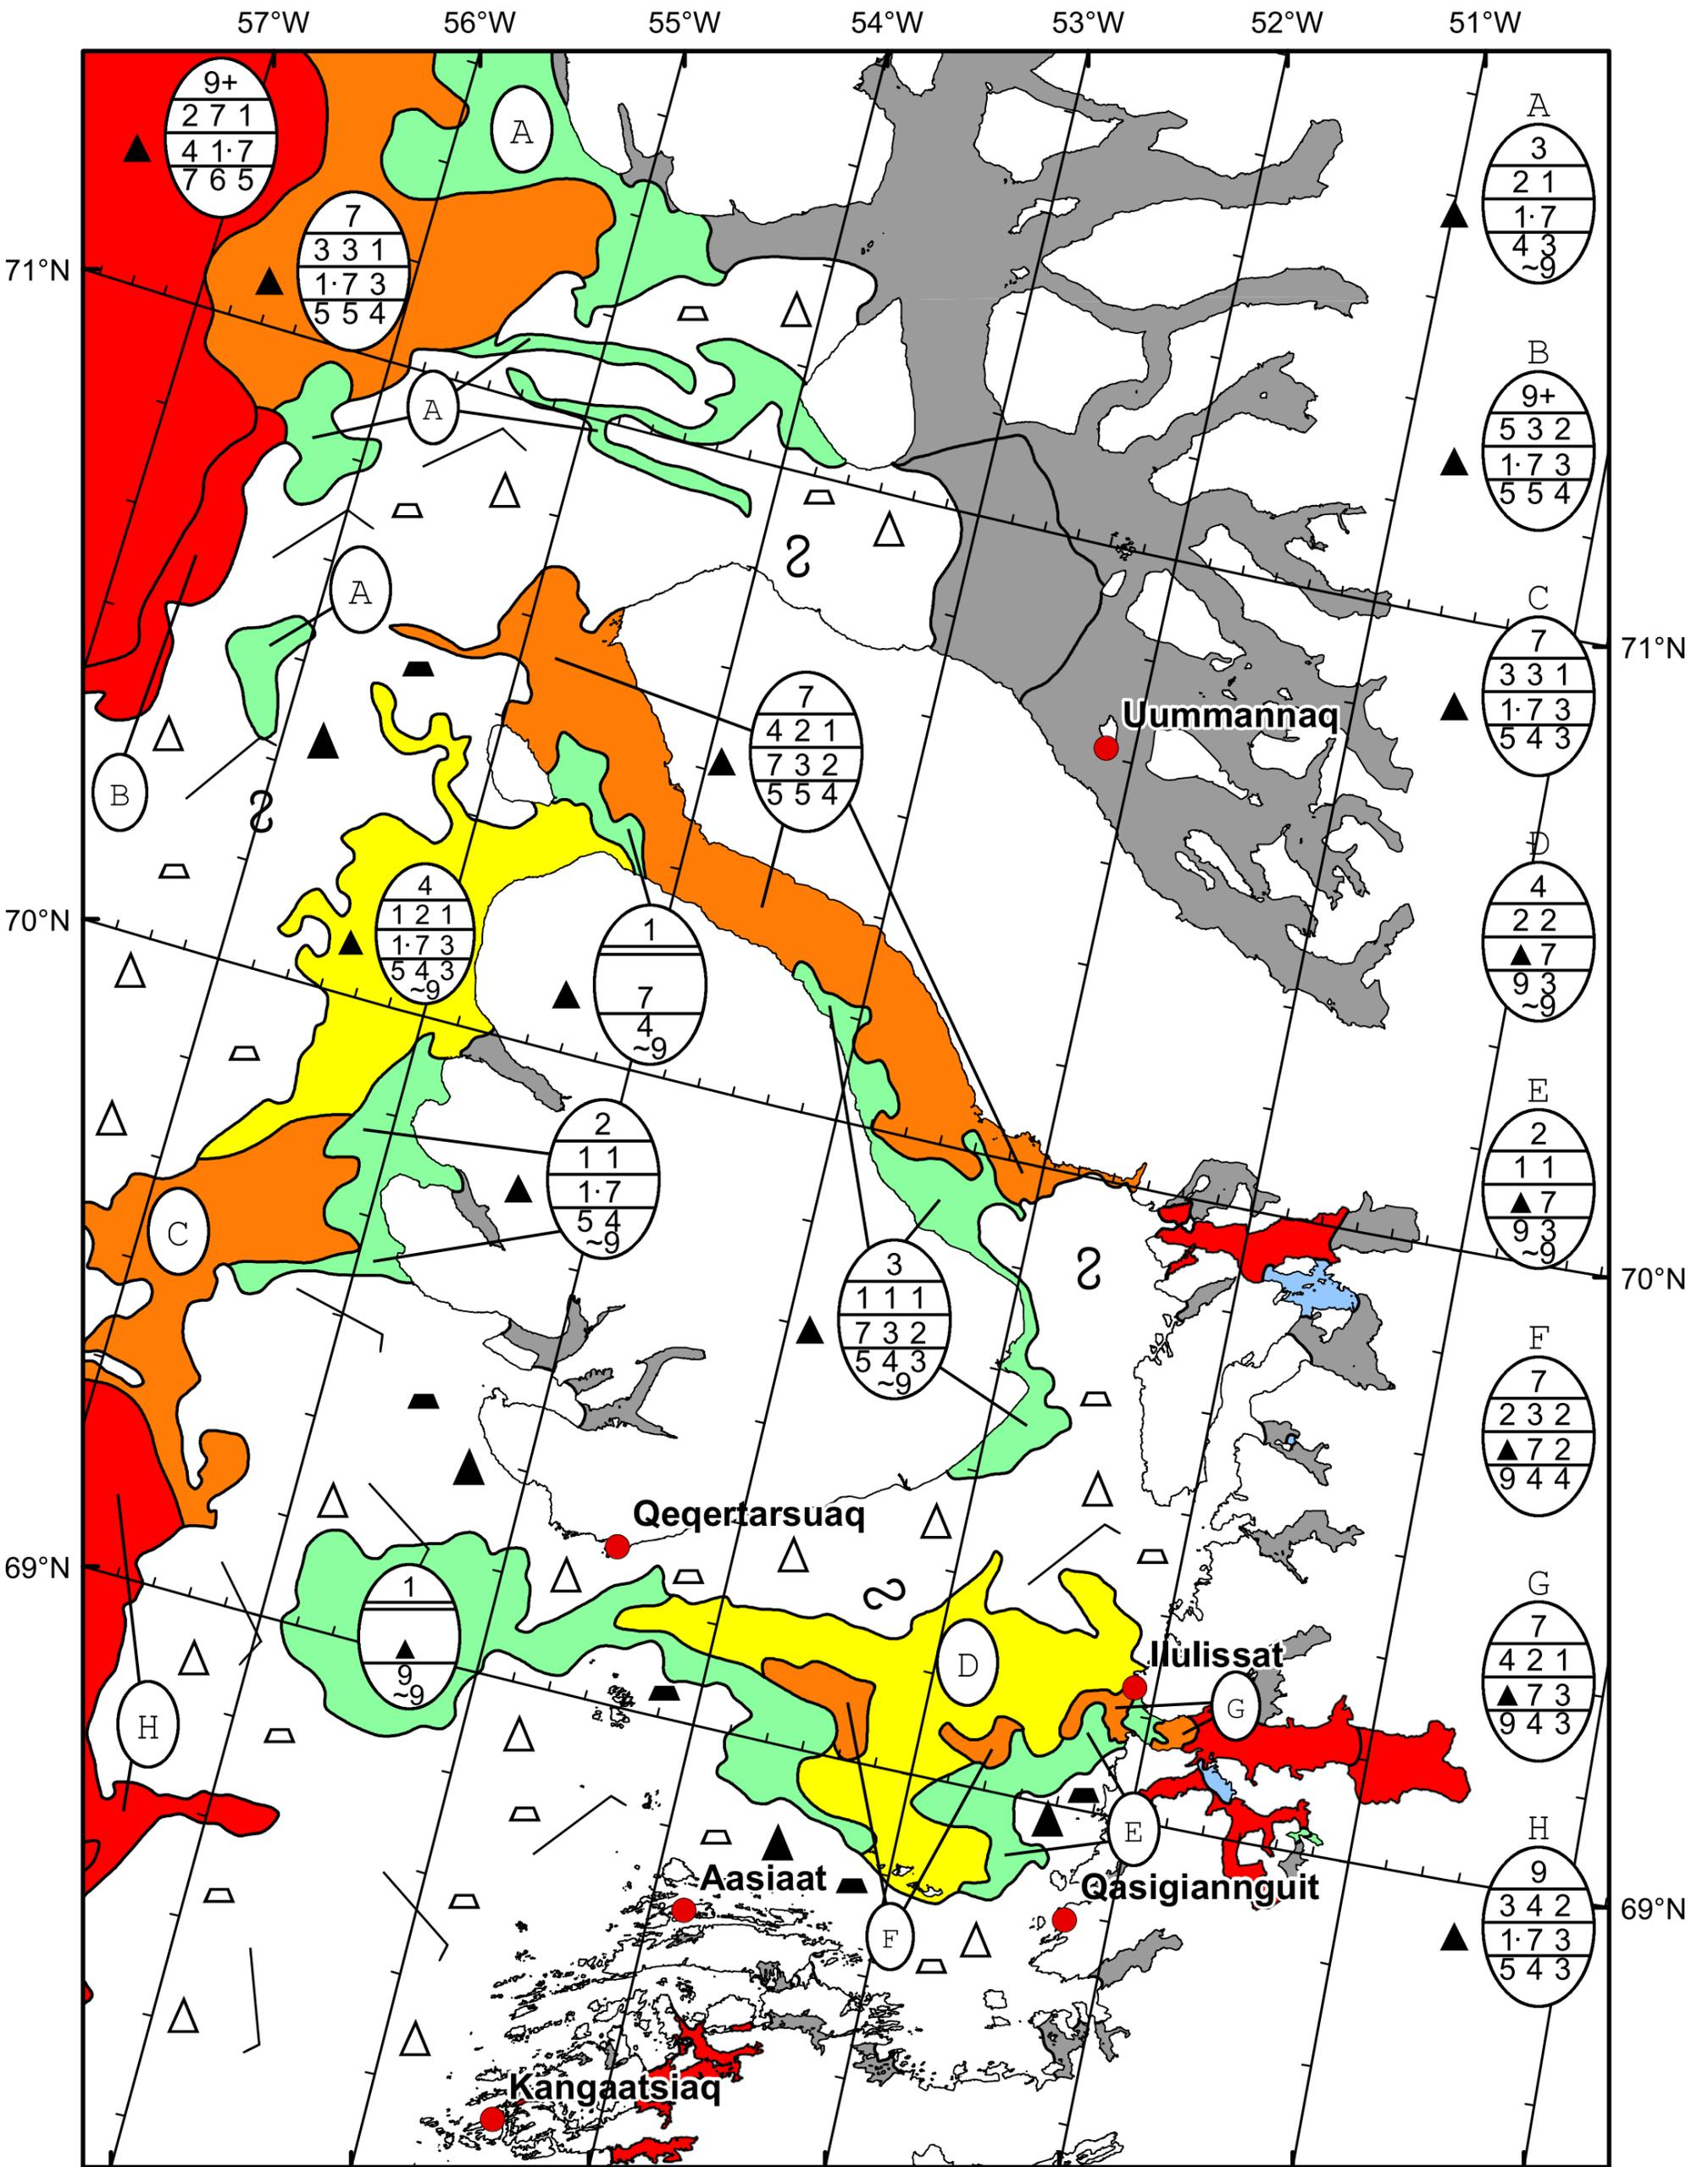 57°W 56°W 55°W 54°W 53°W 52°W 51°W
9+
2 7 1
4 1· 7
7 6 5
A
A
3
2 1
1· 7
4 3
~9
7
3 3 1
1· 7 3
5 5 4
71°N
B
9+
5 3 2
1· 7 3
5 5 4
A
A
C
7
3 3 1
1· 7 3
5 4 3
71°N
Uummannaq
7
4 2 1
7 3 2
5 5 4
B
D
4
2 2
7
9 3
~9
70°N
4
1 2 1
1· 7 3
5 4 3
~9
1
7
4
~9
E
2
1 1
7
9 3
~9
2
1 1
1· 7
5 4
~9
C
3
1 1 1
7 3 2
5 4 3
~9
70°N
F
7
2 3 2
7 2
9 4 4
Qeqertarsuaq
69°N
1
9
~9
G
7
4 2 1
7 3
9 4 3
D
Ilulissat
G
H
E
H
9
3 4 2
1· 7 3
5 4 3
Aasiaat
Qasigiannguit
69°N
F
Kangaatsiaq